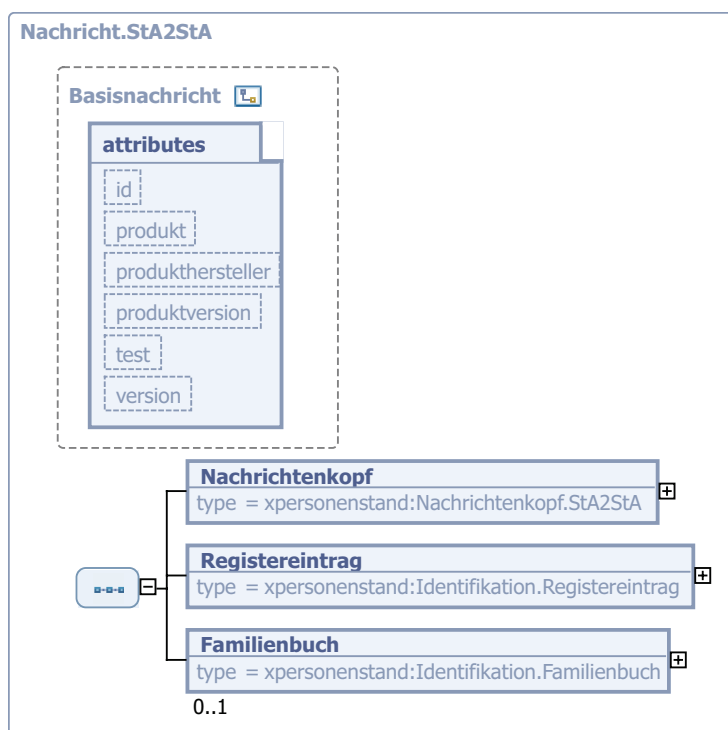 Nachricht.StA2StA
Basisnachricht
attributes
id
produkt
produkthersteller
produktversion
test
version
Nachrichtenkopf
type = xpersonenstand:Nachrichtenkopf.StA2StA
Registereintrag
type = xpersonenstand:Identifikation.Registereintrag
Familienbuch
type = xpersonenstand:Identifikation.Familienbuch
0..1